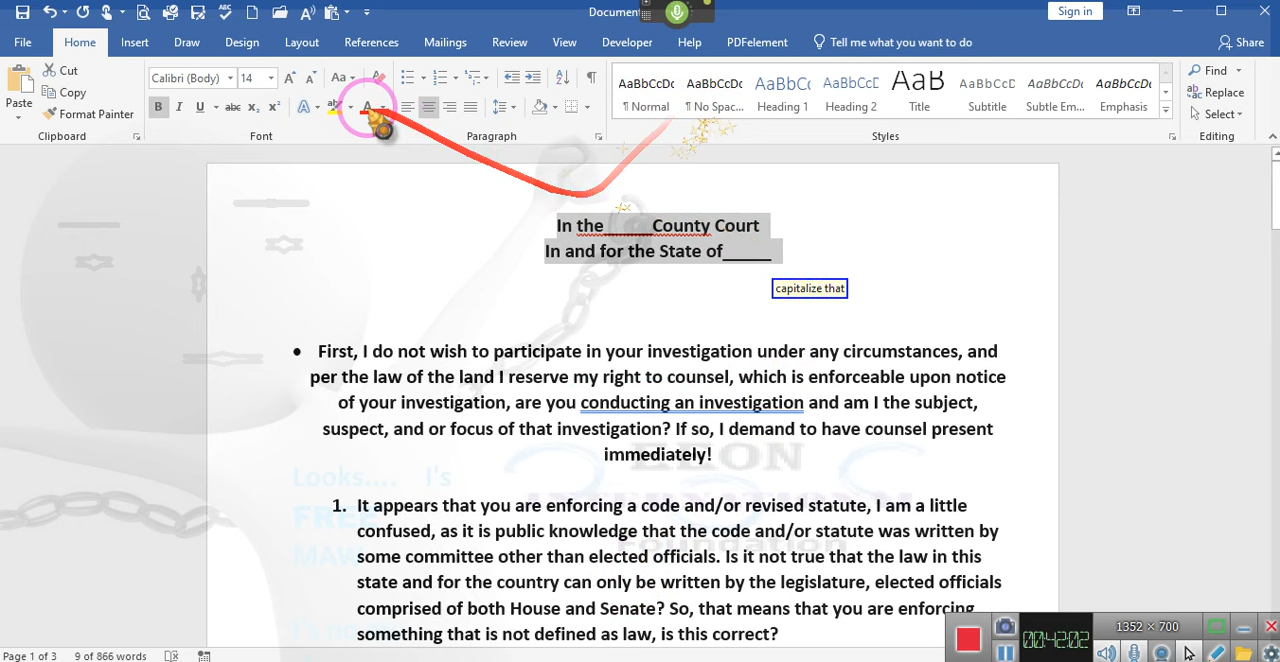 Document
Sign in
File
Home
Insert
Draw
Design
Layout
References
Mailings
Review
View
Developer
Help
PDFelement
Tell me what you want to do
Share
Paste
Cut
Copy
Format Painter
Clipboard
Calibri (Body)
14
Font
Paragraph
AaBbCcDc
¶ Normal
AaBbCcDc
¶ No Spac...
AaBbCcI
Heading 1
AaBbCcD
Heading 2
AaB
Title
AaBbCcD
Subtitle
AaBbCcDc
Subtle Em...
AaBbCcDc
Emphasis
Styles
Find
Replace
Select
Editing
In the_____County Court
In and for the State of_____
capitalize that
• First, I do not wish to participate in your investigation under any circumstances, and
per the law of the land I reserve my right to counsel, which is enforceable upon notice
of your investigation, are you conducting an investigation and am I the subject,
suspect, and or focus of that investigation? If so, I demand to have counsel present
immediately!
Looks.... I's
EEON
FREE
INTERNATIONAL
foundation
MAW
I's n
1. It appears that you are enforcing a code and/or revised statute, I am a little
confused, as it is public knowledge that the code and/or statute was written by
some committee other than elected officials. Is it not true that the law in this
state and for the country can only be written by the legislature, elected officials
comprised of both House and Senate? So, that means that you are enforcing
something that is not defined as law, is this correct?
1352 × 700
00:42:02
Page 1 of 3
9 of 866 words